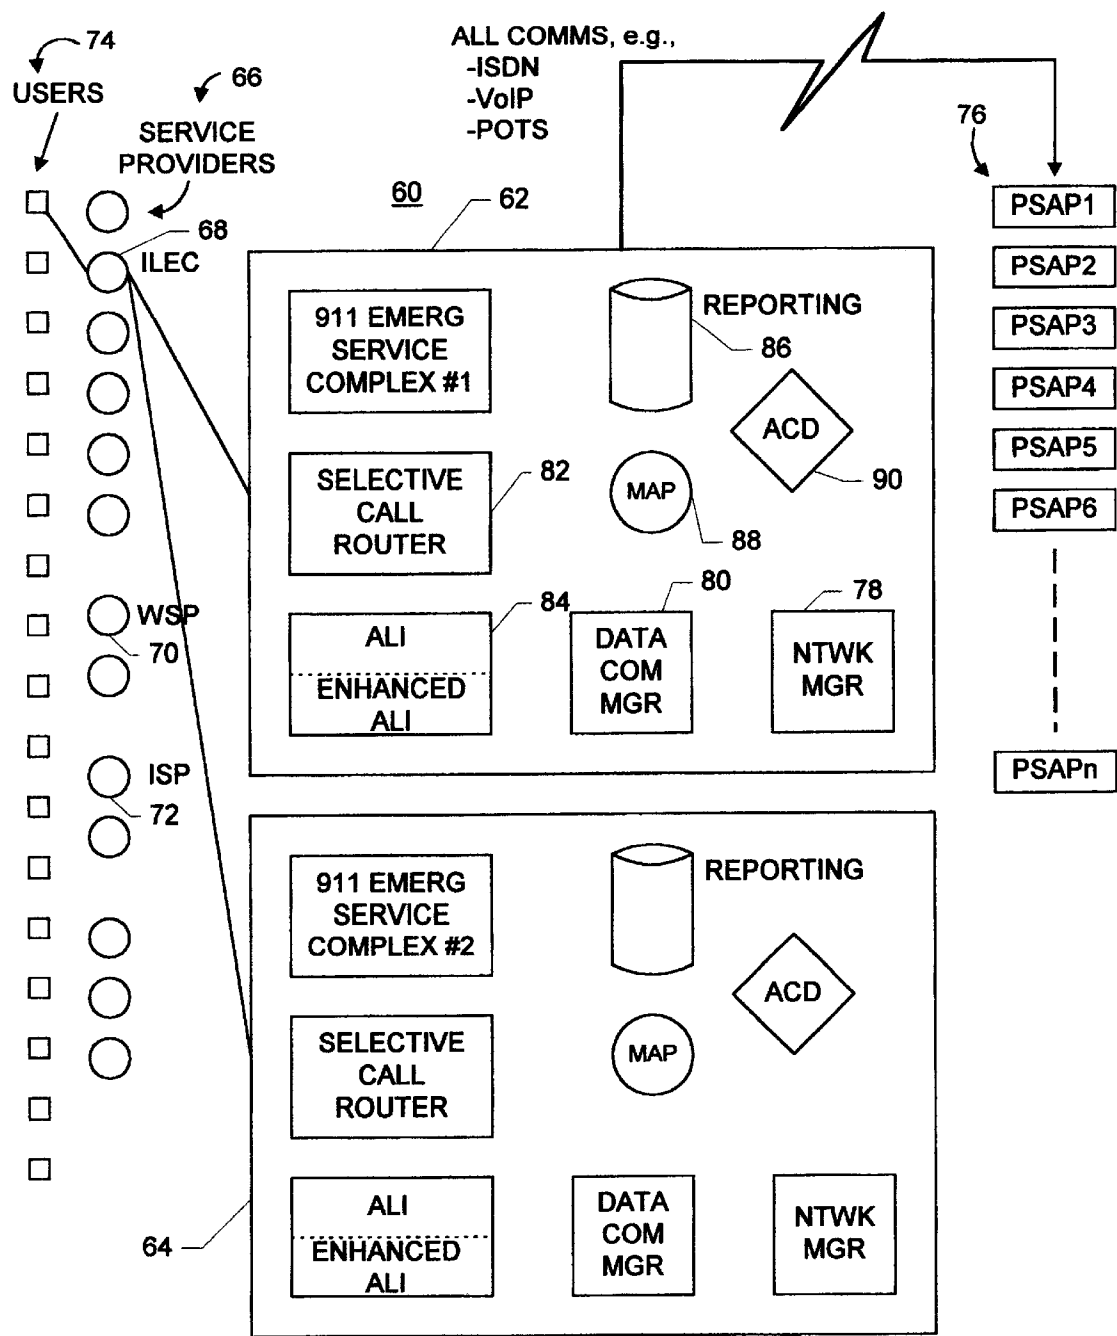 74
USERS
66
SERVICE
PROVIDERS
ALL COMMS, e.g.,
-ISDN
-VoIP
-POTS
76
60
62
68
ILEC
WSP
70
ISP
72
911 EMERG
SERVICE
COMPLEX #1
REPORTING
86
ACD
90
SELECTIVE
CALL
ROUTER
82
MAP
88
ALI
ENHANCED
ALI
84
DATA
COM
MGR
80
NTWK
MGR
78
PSAP1
PSAP2
PSAP3
PSAP4
PSAP5
PSAP6
PSAPn
911 EMERG
SERVICE
COMPLEX #2
REPORTING
ACD
SELECTIVE
CALL
ROUTER
MAP
ALI
ENHANCED
ALI
DATA
COM
MGR
NTWK
MGR
64